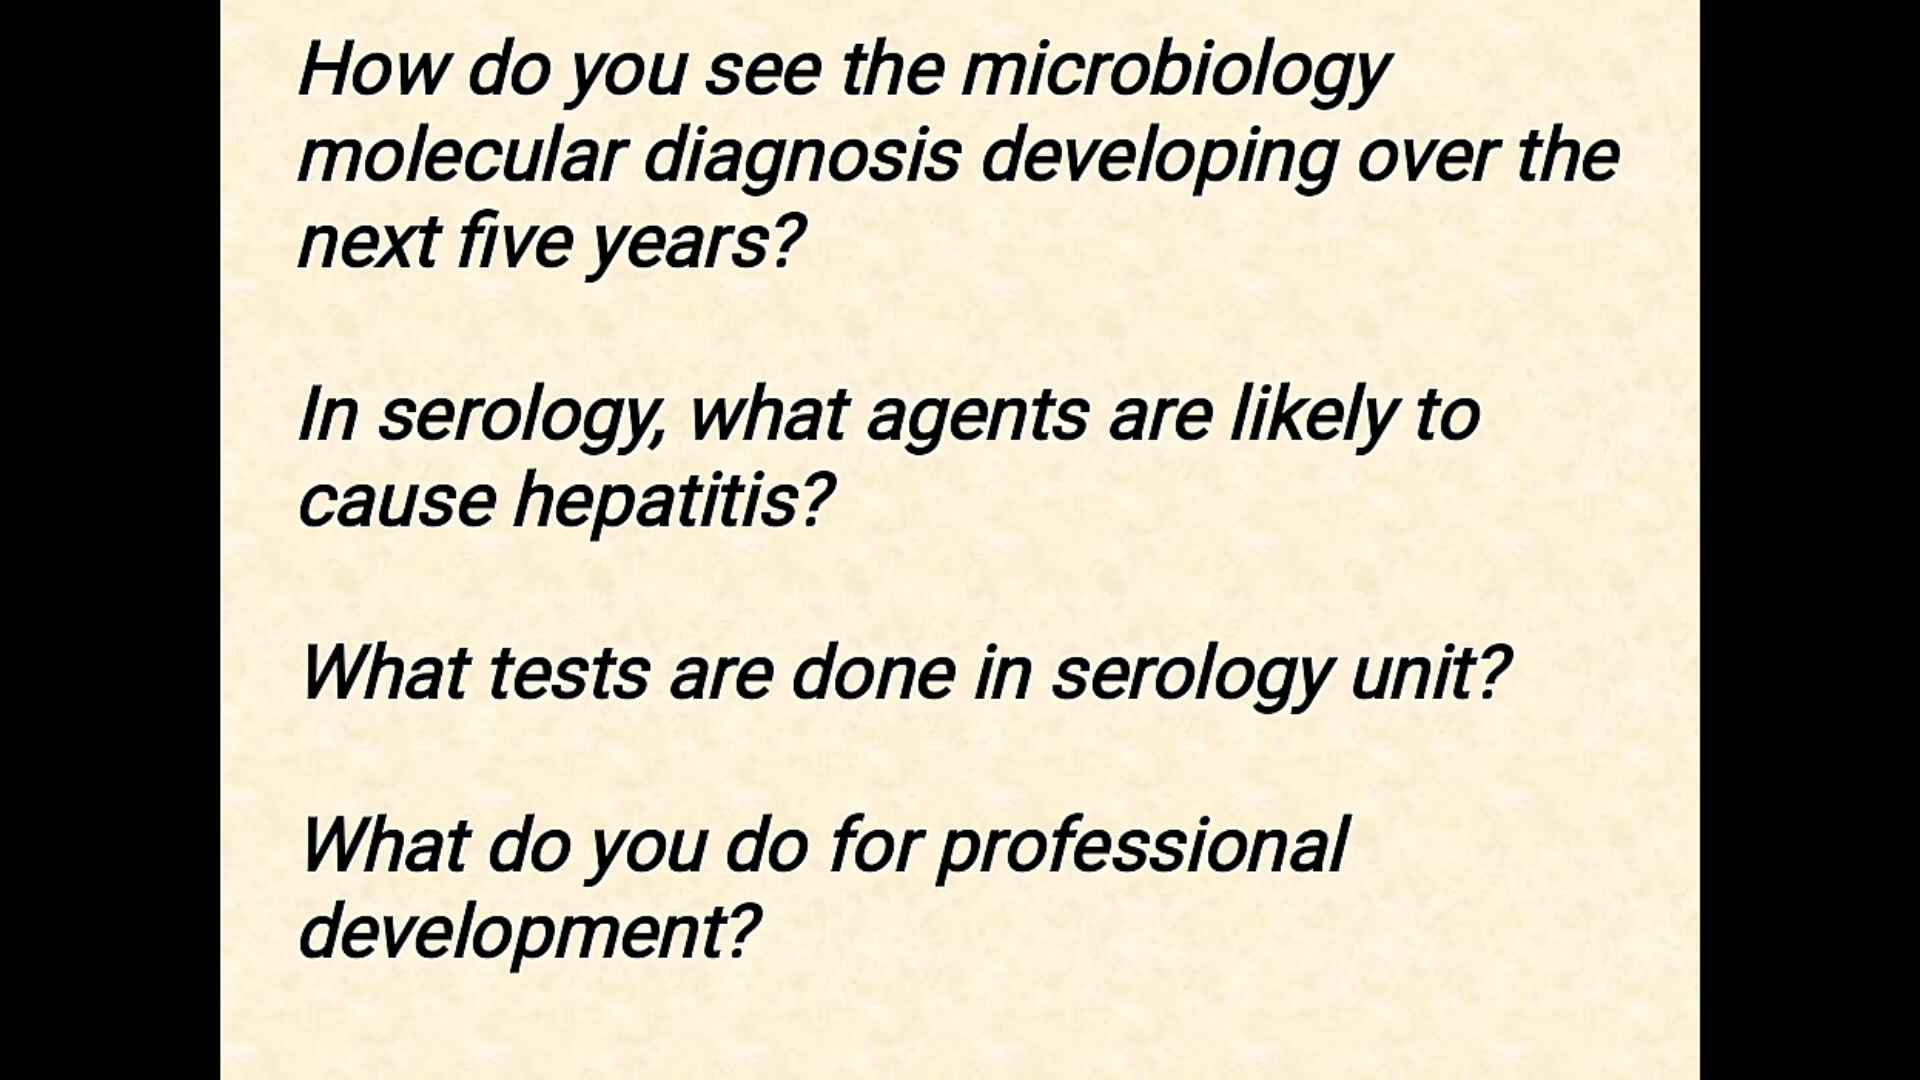 How do you see the microbiology
molecular diagnosis developing over the
next five years?
In serology, what agents are likely to
cause hepatitis?
What tests are done in serology unit?
What do you do for professional
development?